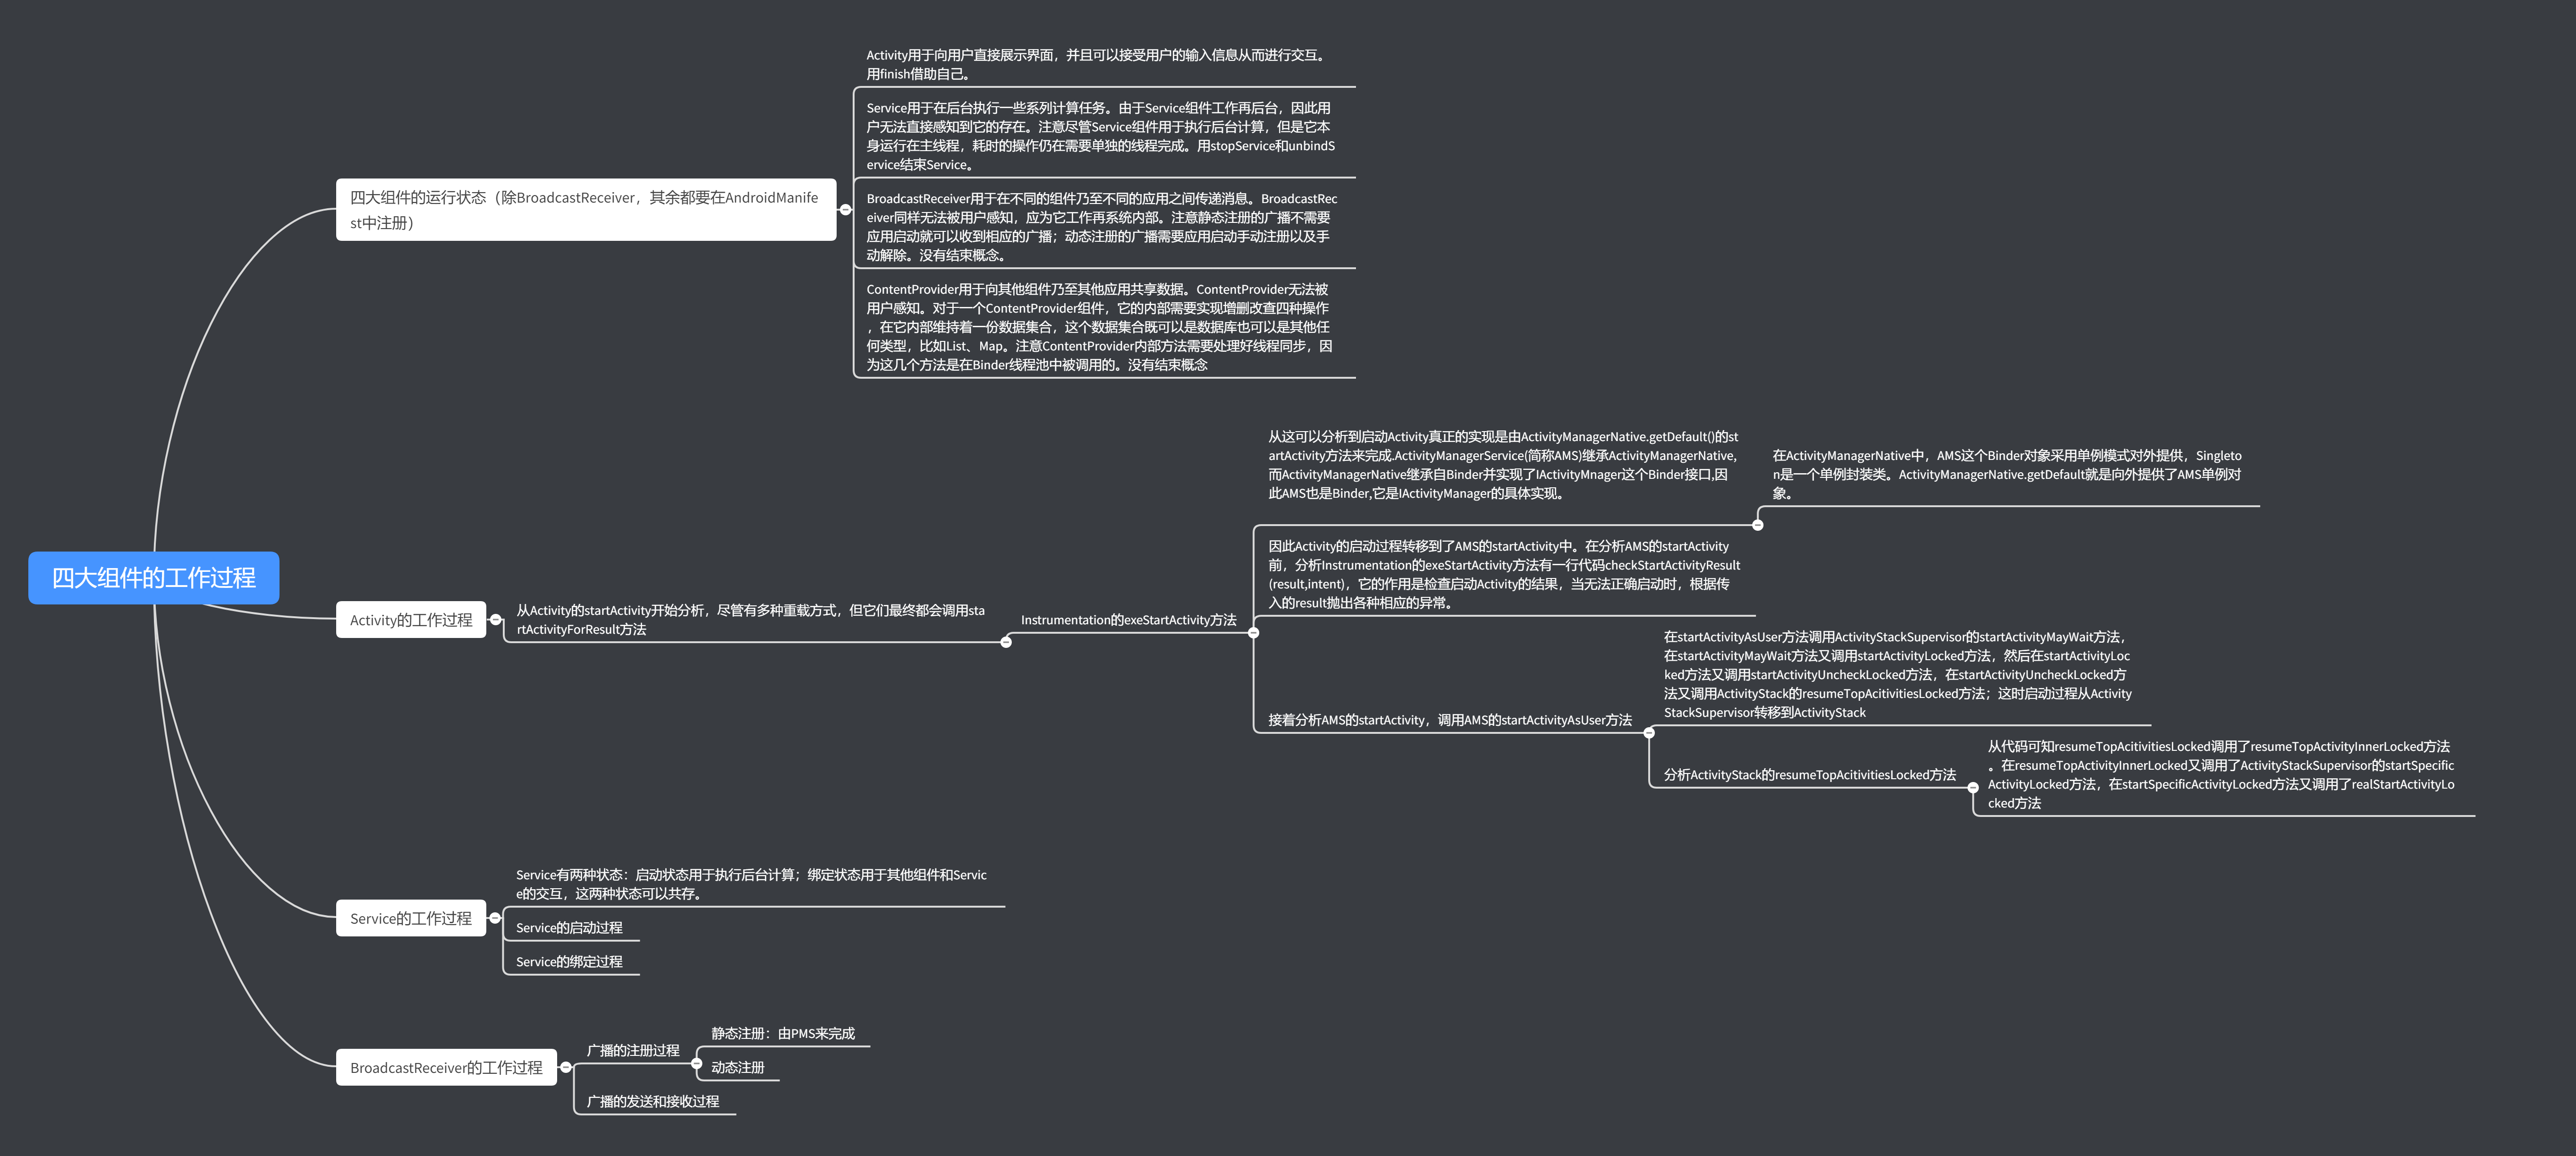 四大组件的工作过程
四大组件的运行状态（除BroadcastReceiver，其余都要在AndroidManife
st中注册）
Activity用于向用户直接展示界面，并且可以接受用户的输入信息从而进行交互。
用finish借助自己。
Service用于在后台执行一些系列计算任务。由于Service组件工作再后台，因此用
户无法直接感知到它的存在。注意尽管Service组件用于执行后台计算，但是它本
身运行在主线程，耗时的操作仍在需要单独的线程完成。用stopService和unbindS
ervice结束Service。
BroadcastReceiver用于在不同的组件乃至不同的应用之间传递消息。BroadcastRec
eiver同样无法被用户感知，应为它工作再系统内部。注意静态注册的广播不需要
应用启动就可以收到相应的广播；动态注册的广播需要应用启动手动注册以及手
动解除。没有结束概念。
ContentProvider用于向其他组件乃至其他应用共享数据。ContentProvider无法被
用户感知。对于一个ContentProvider组件，它的内部需要实现增删改查四种操作
，在它内部维持着一份数据集合，这个数据集合既可以是数据库也可以是其他任
何类型，比如List、Map。注意ContentProvider内部方法需要处理好线程同步，因
为这几个方法是在Binder线程池中被调用的。没有结束概念
Activity的工作过程
从Activity的startActivity开始分析，尽管有多种重载方式，但它们最终都会调用sta
rtActivityForResult方法
Instrumentation的exeStartActivity方法
从这可以分析到启动Activity真正的实现是由ActivityManagerNative.getDefault()的st
artActivity方法来完成.ActivityManagerService(简称AMS)继承ActivityManagerNative,
而ActivityManagerNative继承自Binder并实现了IActivityMnager这个Binder接口,因
此AMS也是Binder,它是IActivityManager的具体实现。
在ActivityManagerNative中，AMS这个Binder对象采用单例模式对外提供，Singleto
n是一个单例封装类。ActivityManagerNative.getDefault就是向外提供了AMS单例对
象。
因此Activity的启动过程转移到了AMS的startActivity中。在分析AMS的startActivity
前，分析Instrumentation的exeStartActivity方法有一行代码checkStartActivityResult
(result,intent)，它的作用是检查启动Activity的结果，当无法正确启动时，根据传
入的result抛出各种相应的异常。
接着分析AMS的startActivity，调用AMS的startActivityAsUser方法
在startActivityAsUser方法调用ActivityStackSupervisor的startActivityMayWait方法，
在startActivityMayWait方法又调用startActivityLocked方法，然后在startActivityLoc
ked方法又调用startActivityUncheckLocked方法，在startActivityUncheckLocked方
法又调用ActivityStack的resumeTopAcitivitiesLocked方法；这时启动过程从Activity
StackSupervisor转移到ActivityStack
分析ActivityStack的resumeTopAcitivitiesLocked方法
从代码可知resumeTopAcitivitiesLocked调用了resumeTopActivityInnerLocked方法
。在resumeTopActivityInnerLocked又调用了ActivityStackSupervisor的startSpecific
ActivityLocked方法，在startSpecificActivityLocked方法又调用了realStartActivityLo
cked方法
Service的工作过程
Service有两种状态：启动状态用于执行后台计算；绑定状态用于其他组件和Servic
e的交互，这两种状态可以共存。
Service的启动过程
Service的绑定过程
BroadcastReceiver的工作过程
广播的注册过程
静态注册：由PMS来完成
动态注册
广播的发送和接收过程